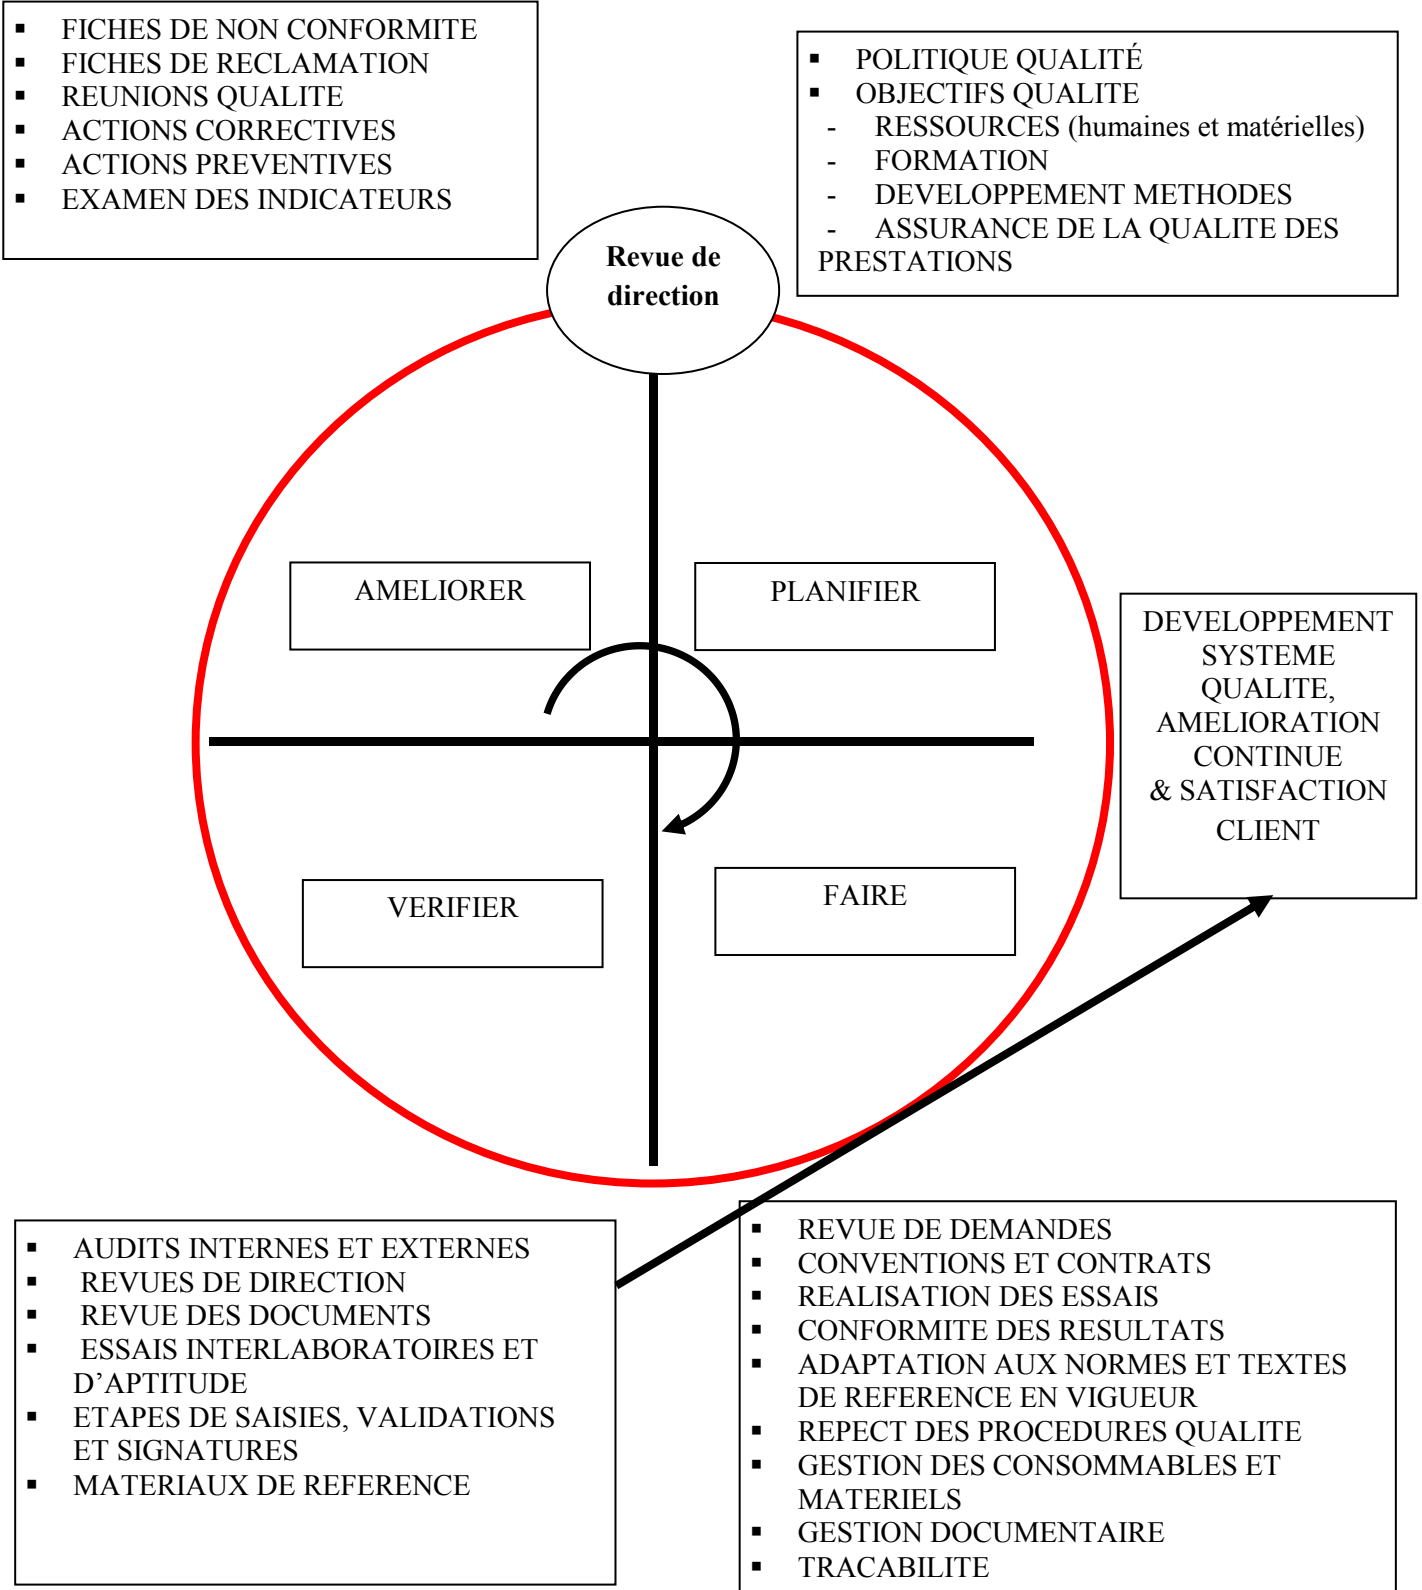 ▪ FICHES DE NON CONFORMITE
▪ FICHES DE RECLAMATION
▪ REUNIONS QUALITE
▪ ACTIONS CORRECTIVES
▪ ACTIONS PREVENTIVES
▪ EXAMEN DES INDICATEURS
▪ POLITIQUE QUALITÉ
▪ OBJECTIFS QUALITE
- RESSOURCES (humaines et matérielles)
- FORMATION
- DEVELOPPEMENT METHODES
- ASSURANCE DE LA QUALITE DES
PRESTATIONS
Revue de
direction
AMELIORER
PLANIFIER
DEVELOPPEMENT
SYSTEME
QUALITE,
AMELIORATION
CONTINUE
& SATISFACTION
CLIENT
VERIFIER
FAIRE
▪ AUDITS INTERNES ET EXTERNES
▪ REVUES DE DIRECTION
▪ REVUE DES DOCUMENTS
▪ ESSAIS INTERLABORATOIRES ET
D’APTITUDE
▪ ETAPES DE SAISIES, VALIDATIONS
ET SIGNATURES
▪ MATERIAUX DE REFERENCE
▪ REVUE DE DEMANDES
▪ CONVENTIONS ET CONTRATS
▪ REALISATION DES ESSAIS
▪ CONFORMITE DES RESULTATS
▪ ADAPTATION AUX NORMES ET TEXTES
DE REFERENCE EN VIGUEUR
▪ REPECT DES PROCEDURES QUALITE
▪ GESTION DES CONSOMMABLES ET
MATERIELS
▪ GESTION DOCUMENTAIRE
▪ TRACABILITE